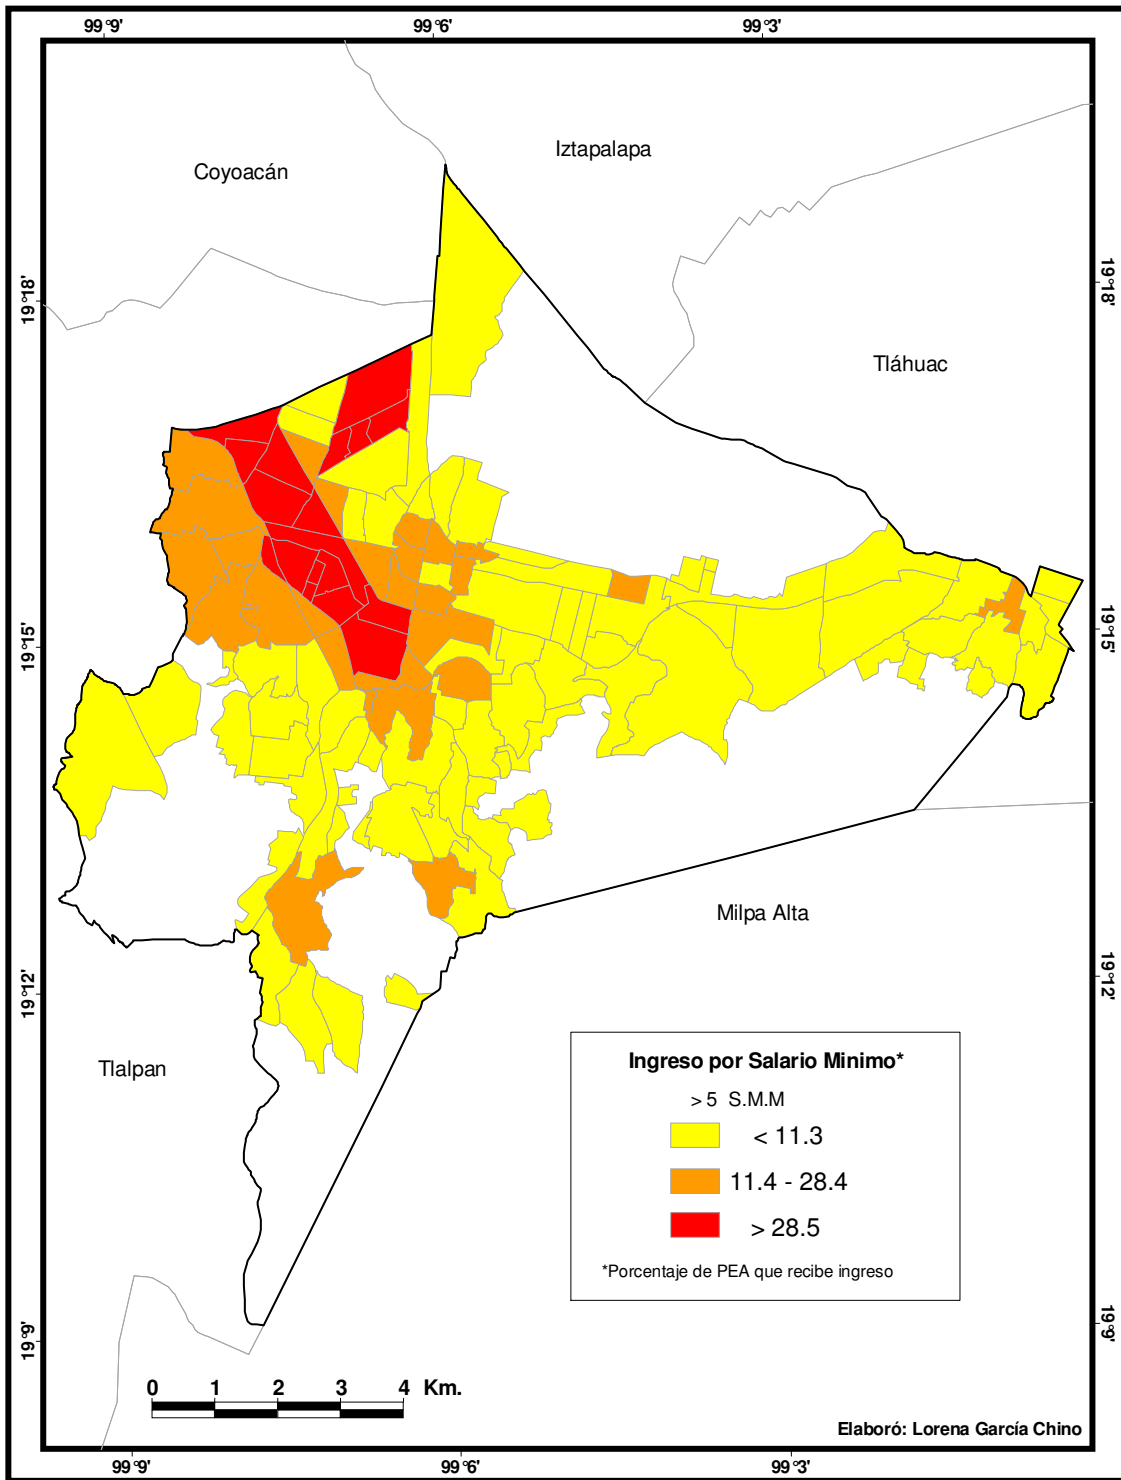 99°9'
99°6'
99°3'
Iztapalapa
Coyoacán
19°18'
19°18'
Tláhuac
19°15'
19°15'
Milpa Alta
19°12'
19°12'
Tlalpan
Ingreso por Salario Minimo*
> 5 S.M.M
< 11.3
11.4 - 28.4
> 28.5
*Porcentaje de PEA que recibe ingreso
19°9'
19°9'
0 1 2 3 4 Km.
Elaboró: Lorena García Chino
99°9'
99°6'
99°3'